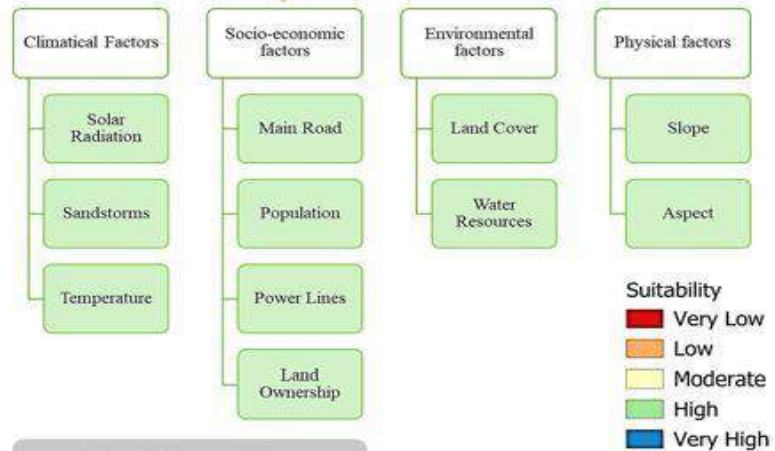 Climatical Factors
Solar
Radiation
Sandstorms
Temperature
Socio-economic
factors
Main Road
Population
Power Lines
Land
Ownership
Environmental
factors
Land Cover
Water
Resources
Physical factors
Slope
Aspect
Suitability
Very Low
Low
Moderate
High
Very High